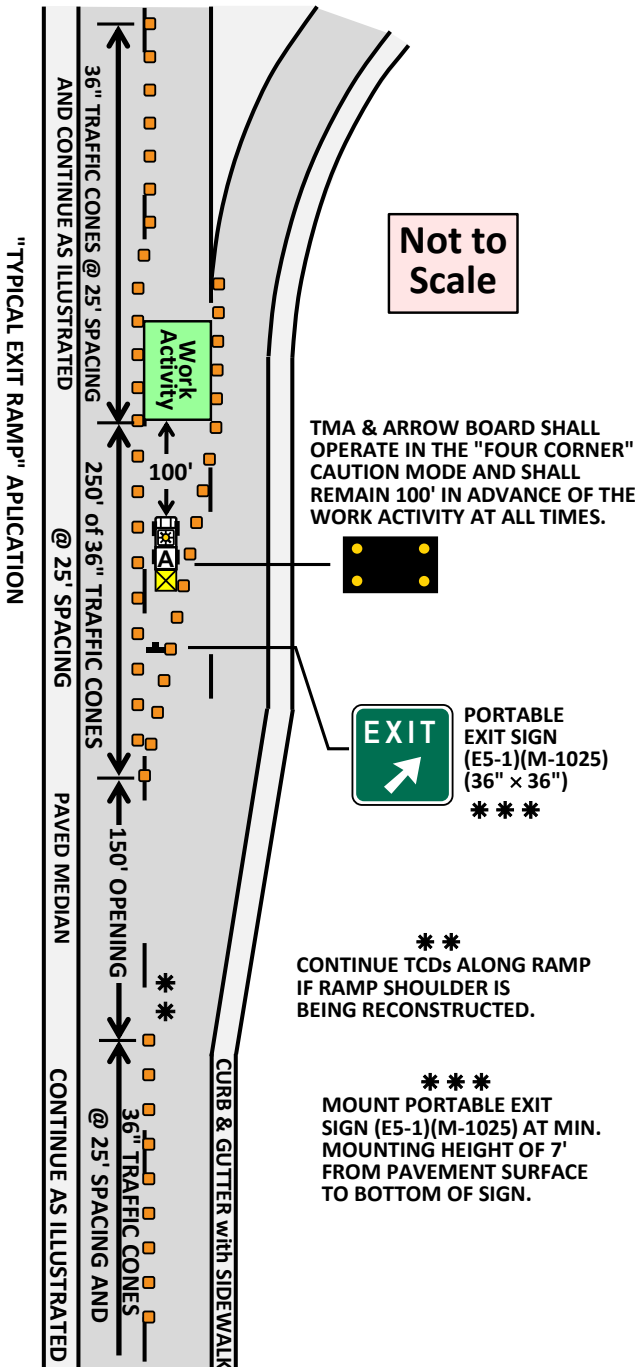 36" TRAFFIC CONES @ 25' SPACING
AND CONTINUE AS ILLUSTRATED
"TYPICAL EXIT RAMP" APLICATION
Not to
Scale
Work
Activity
100'
TMA & ARROW BOARD SHALL
OPERATE IN THE "FOUR CORNER"
CAUTION MODE AND SHALL
REMAIN 100' IN ADVANCE OF THE
WORK ACTIVITY AT ALL TIMES.
A
250' of 36" TRAFFIC CONES
@ 25' SPACING
EXIT
PORTABLE
EXIT SIGN
(E5-1)(M-1025)
(36" × 36")
* * *
150' OPENING
PAVED MEDIAN
* *
* *
CONTINUE TCDs ALONG RAMP
IF RAMP SHOULDER IS
BEING RECONSTRUCTED.
* * *
MOUNT PORTABLE EXIT
SIGN (E5-1)(M-1025) AT MIN.
MOUNTING HEIGHT OF 7'
FROM PAVEMENT SURFACE
TO BOTTOM OF SIGN.
CURB & GUTTER with SIDEWALK
36" TRAFFIC CONES
@ 25' SPACING AND
CONTINUE AS ILLUSTRATED